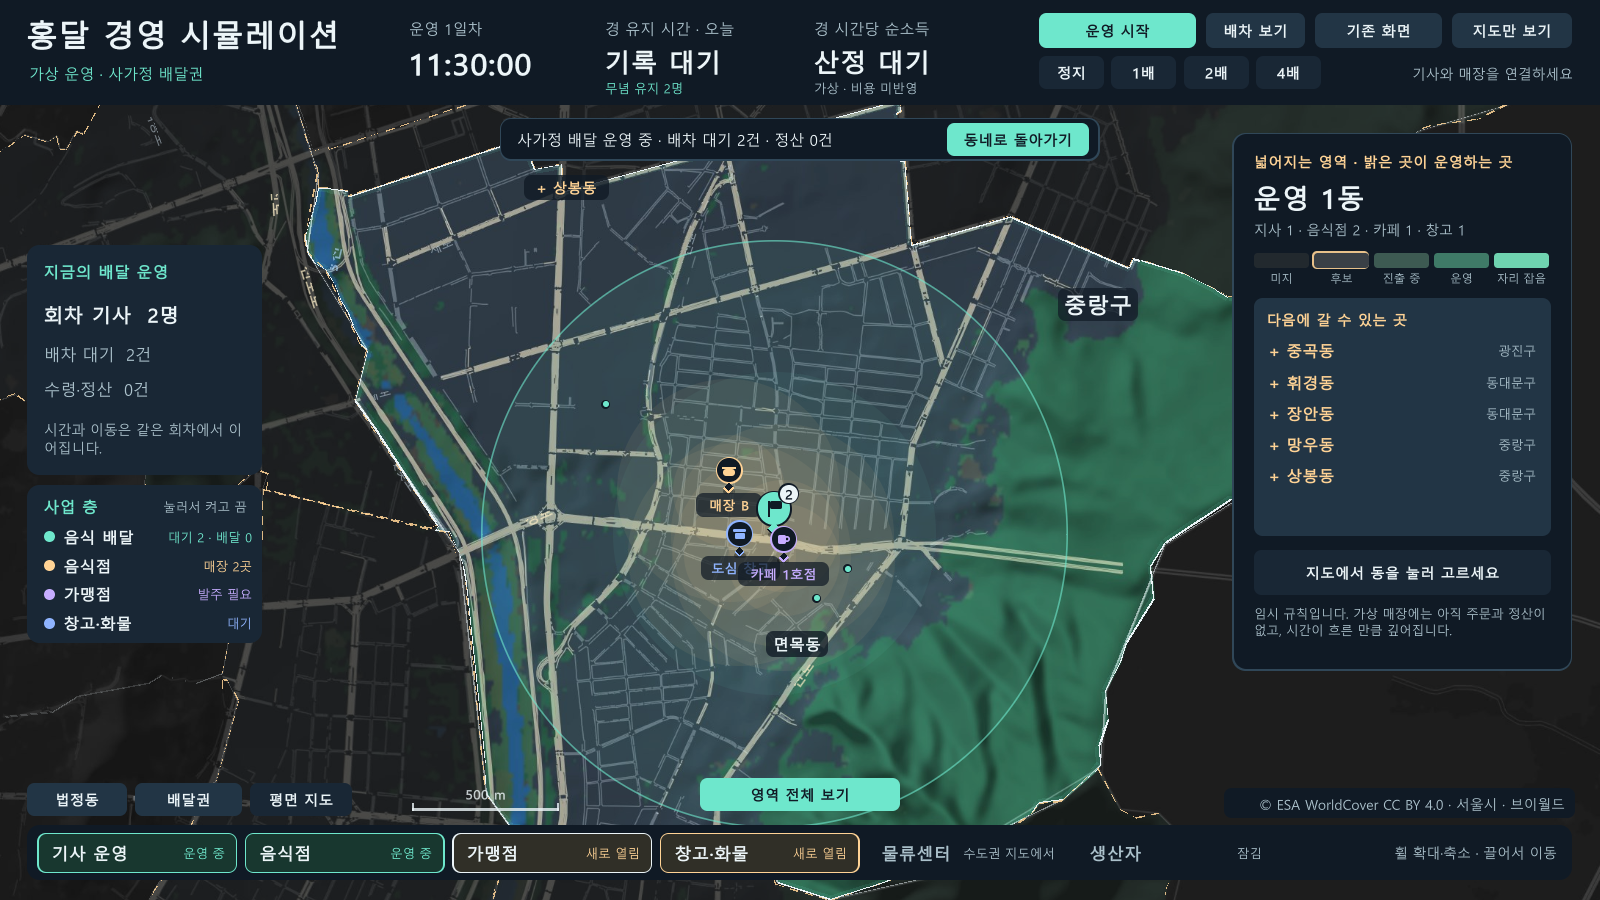 홍달 경영 시뮬레이션
가상 운영 · 사가정 배달권
운영 1일차
11:30:00
경 유지 시간 · 오늘
기록 대기
무념 유지 2명
경 시간당 순소득
산정 대기
가상 · 비용 미반영
운영 시작
배차 보기
기존 화면
지도만 보기
정지
1배
2배
4배
기사와 매장을 연결하세요
사가정 배달 운영 중 · 배차 대기 2건 · 정산 0건
동네로 돌아가기
+ 상봉동
중랑구
지금의 배달 운영
회차 기사 2명
배차 대기 2건
수령·정산 0건
시간과 이동은 같은 회차에서 이
어집니다.
사업 층
눌러서 켜고 끔
음식 배달
대기 2 · 배달 0
음식점
매장 2곳
가맹점
발주 필요
창고·화물
대기
매장 B
2
도심
카페 1호점
면목동
넓어지는 영역 · 밝은 곳이 운영하는 곳
운영 1동
지사 1 · 음식점 2 · 카페 1 · 창고 1
미지
후보
진출 중
운영
자리 잡음
다음에 갈 수 있는 곳
+ 중곡동
광진구
+ 휘경동
동대문구
+ 장안동
동대문구
+ 망우동
중랑구
+ 상봉동
중랑구
지도에서 동을 눌러 고르세요
임시 규칙입니다. 가상 매장에는 아직 주문과 정산이
없고, 시간이 흐른 만큼 깊어집니다.
법정동
배달권
평면 지도
500 m
영역 전체 보기
© ESA WorldCover CC BY 4.0 · 서울시 · 브이월드
기사 운영
운영 중
음식점
운영 중
가맹점
새로 열림
창고·화물
새로 열림
물류센터
수도권 지도에서
생산자
잠김
휠 확대·축소 · 끌어서 이동